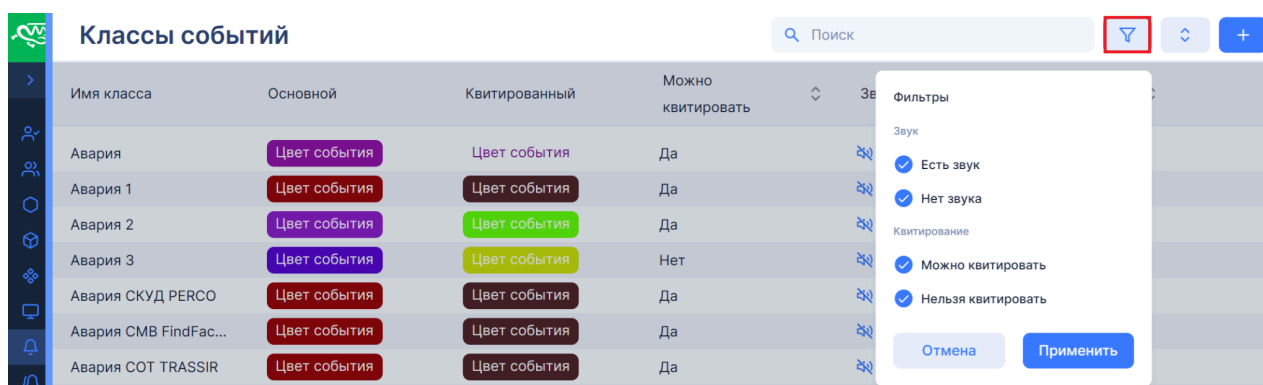 Классы событий
Поиск
Имя класса Основной Квитированный Можно квитировать
Фильтры
Звук
Есть звук
Нет звука
Квитирование
Можно квитировать
Нельзя квитировать
Отмена Применить
Авария Цвет события Цвет события Да
Авария 1 Цвет события Цвет события Да
Авария 2 Цвет события Цвет события Да
Авария 3 Цвет события Цвет события Нет
Авария СКУД PERCO Цвет события Цвет события Да
Авария СМВ FindFac... Цвет события Цвет события Да
Авария СОТ TRASSIR Цвет события Цвет события Да